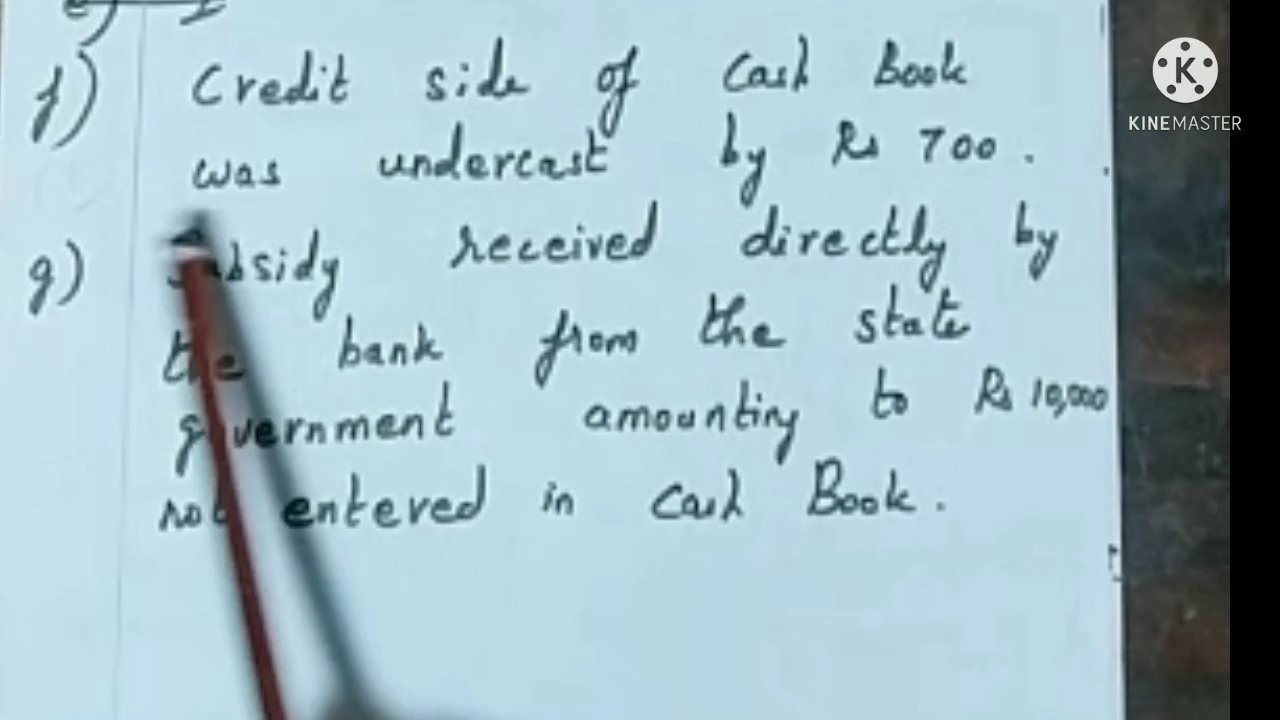 f) Credit side of Cash Book
was undercast by Rs 700.
g) Subsidy received directly by
the bank from the state
government amounting to Rs 10,000
not entered in Cash Book.
KINEMASTER